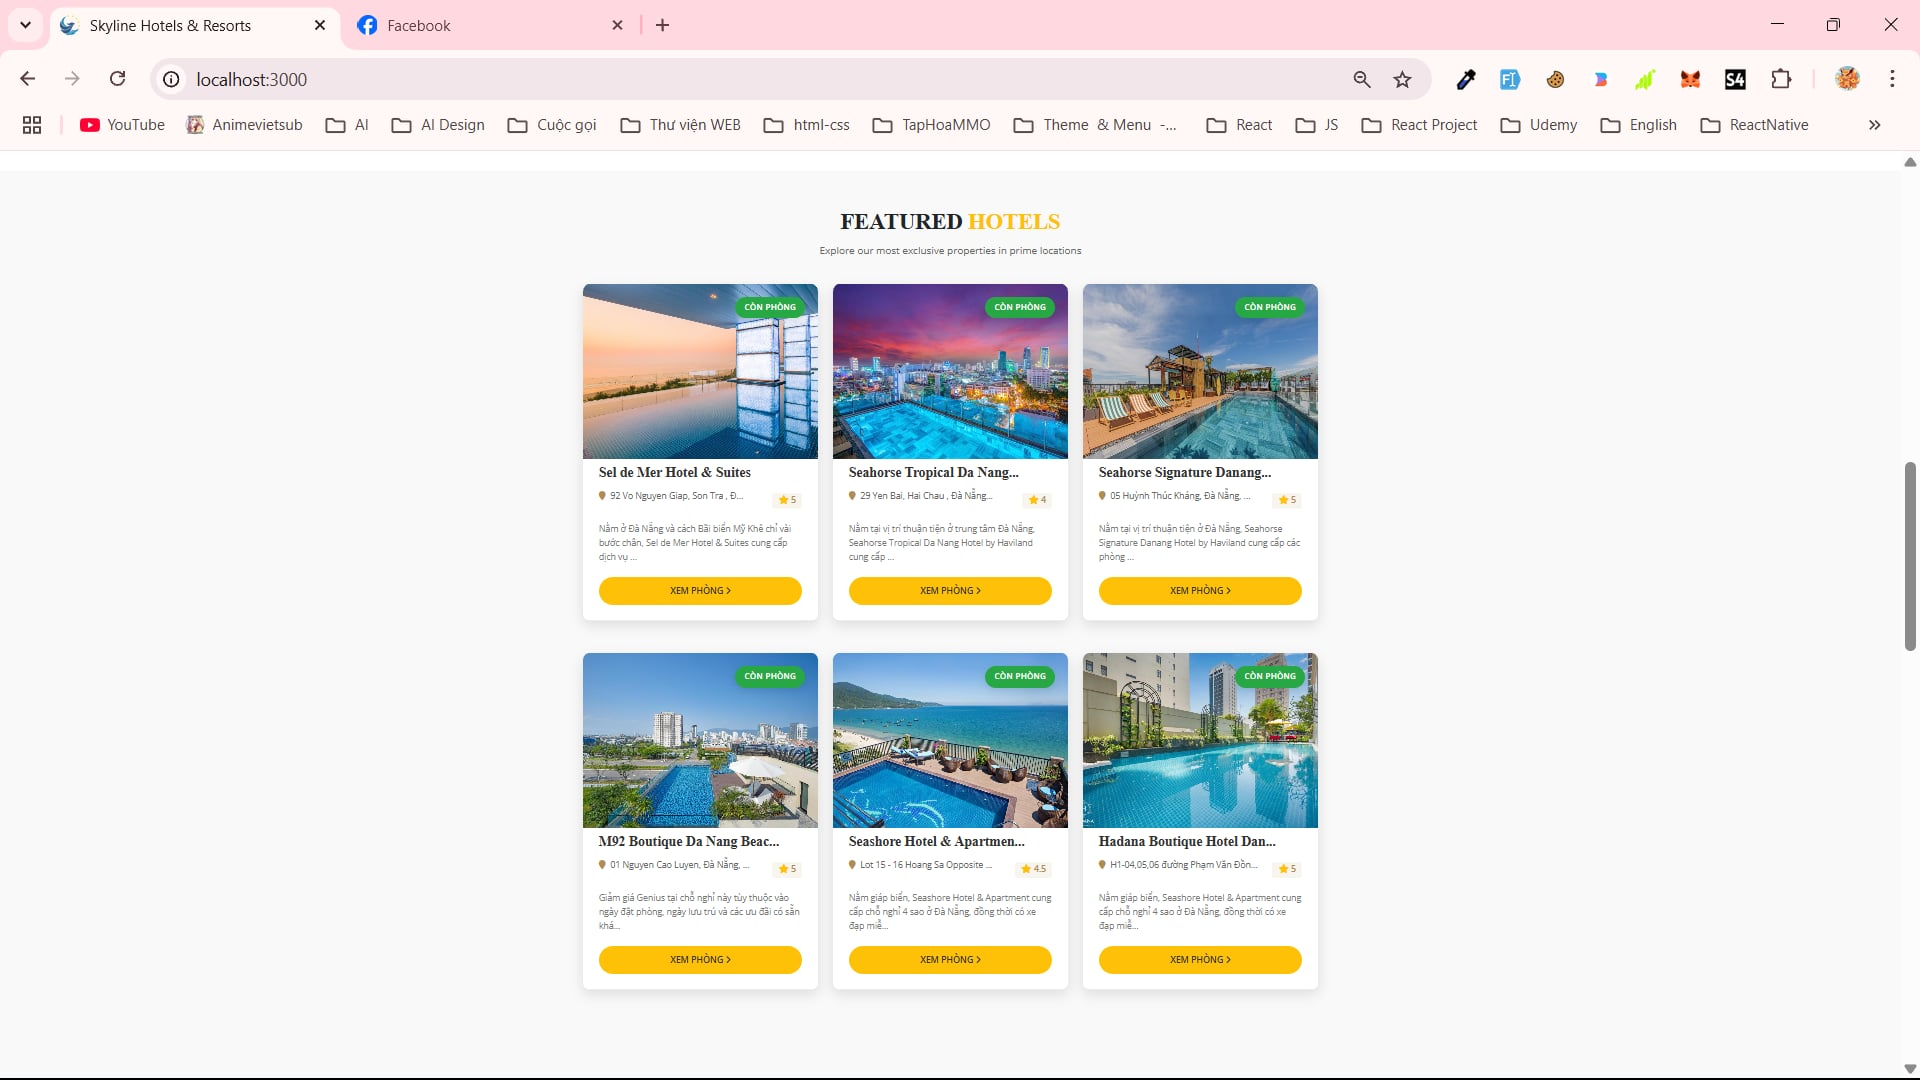 Skyline Hotels & Resorts
Facebook
localhost:3000
YouTube
Animevietsub
AI
AI Design
Cuộc gọi
Thư viện WEB
html-css
TapHoaMMO
Theme & Menu -...
React
JS
React Project
Udemy
English
ReactNative
FEATURED HOTELS
Explore our most exclusive properties in prime locations
CÒN PHÒNG
Sel de Mer Hotel & Suites
92 Vo Nguyen Giap, Son Tra , Đ...
5
Nằm ở Đà Nẵng và cách Bãi biển Mỹ Khê chỉ vài
bước chân, Sel de Mer Hotel & Suites cung cấp
dịch vụ ...
XEM PHÒNG
CÒN PHÒNG
Seahorse Tropical Da Nang...
29 Yen Bai, Hai Chau , Đà Nẵng...
4
Nằm tại vị trí thuận tiện ở trung tâm Đà Nẵng,
Seahorse Tropical Da Nang Hotel by Haviland
cung cấp ...
XEM PHÒNG
CÒN PHÒNG
Seahorse Signature Danang...
05 Huỳnh Thúc Kháng, Đà Nẵng, ...
5
Nằm tại vị trí thuận tiện ở Đà Nẵng, Seahorse
Signature Danang Hotel by Haviland cung cấp các
phòng ...
XEM PHÒNG
CÒN PHÒNG
M92 Boutique Da Nang Beac...
01 Nguyen Cao Luyen, Đà Nẵng, ...
5
Giảm giá Genius tại chỗ nghỉ này tùy thuộc vào
ngày đặt phòng, ngày lưu trú và các ưu đãi có sẵn
khá...
XEM PHÒNG
CÒN PHÒNG
Seashore Hotel & Apartmen...
Lot 15 - 16 Hoang Sa Opposite ...
4.5
Nằm giáp biển, Seashore Hotel & Apartment cung
cấp chỗ nghỉ 4 sao ở Đà Nẵng, đồng thời có xe
đạp miễ...
XEM PHÒNG
CÒN PHÒNG
Hadana Boutique Hotel Dan...
H1-04,05,06 đường Phạm Văn Đồn...
5
Nằm giáp biển, Seashore Hotel & Apartment cung
cấp chỗ nghỉ 4 sao ở Đà Nẵng, đồng thời có xe
đạp miễ...
XEM PHÒNG